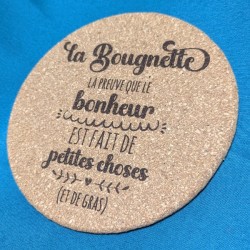 la Bougnette
LA PREUVE QUE LE
bonheur
EST FAIT DE
petites choses
(ET DE GRAS)